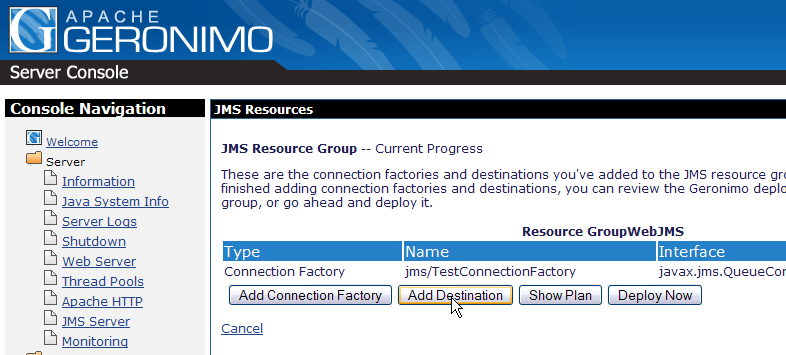 APACHE
GERONIMO
Server Console
Console Navigation
Welcome
Server
Information
Java System Info
Server Logs
Shutdown
Web Server
Thread Pools
Apache HTTP
JMS Server
Monitoring
JMS Resources
JMS Resource Group -- Current Progress
These are the connection factories and destinations you've added to the JMS resource gr
finished adding connection factories and destinations, you can review the Geronimo deplo
group, or go ahead and deploy it.
Resource GroupWebJMS
Type Name Interface
Connection Factory jms/TestConnectionFactory javax.jms.QueueCon
Add Connection Factory Add Destination Show Plan Deploy Now
Cancel